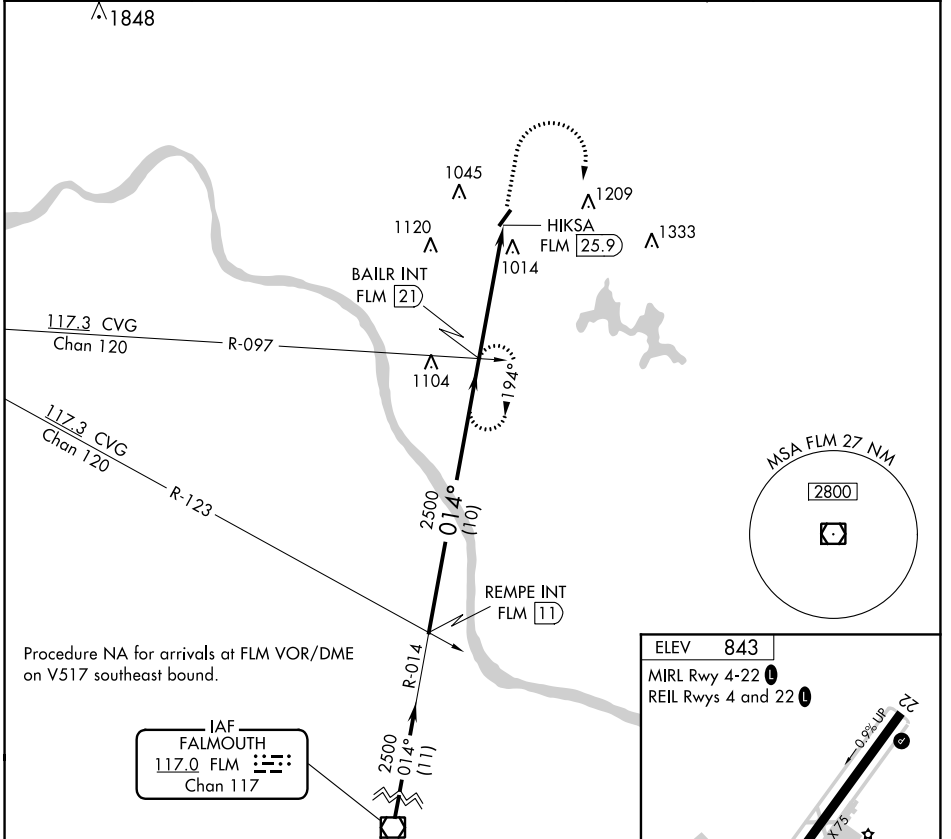 1848
1045
1209
1120
HIKSA
FLM 25.9
1333
1014
BAILR INT
FLM 21
117.3 CVG
Chan 120
R-097
1104
194°
117.3 CVG
Chan 120
R-123
2500
014°
(10)
MSA FLM 27 NM
2800
REMPE INT
FLM 11
Procedure NA for arrivals at FLM VOR/DME
on V517 southeast bound.
R-014
2500
014°
(11)
IAF
FALMOUTH
117.0 FLM
Chan 117
ELEV 843
MIRL Rwy 4-22 L
REIL Rwys 4 and 22 L
22
0.9% UP
P
X 75